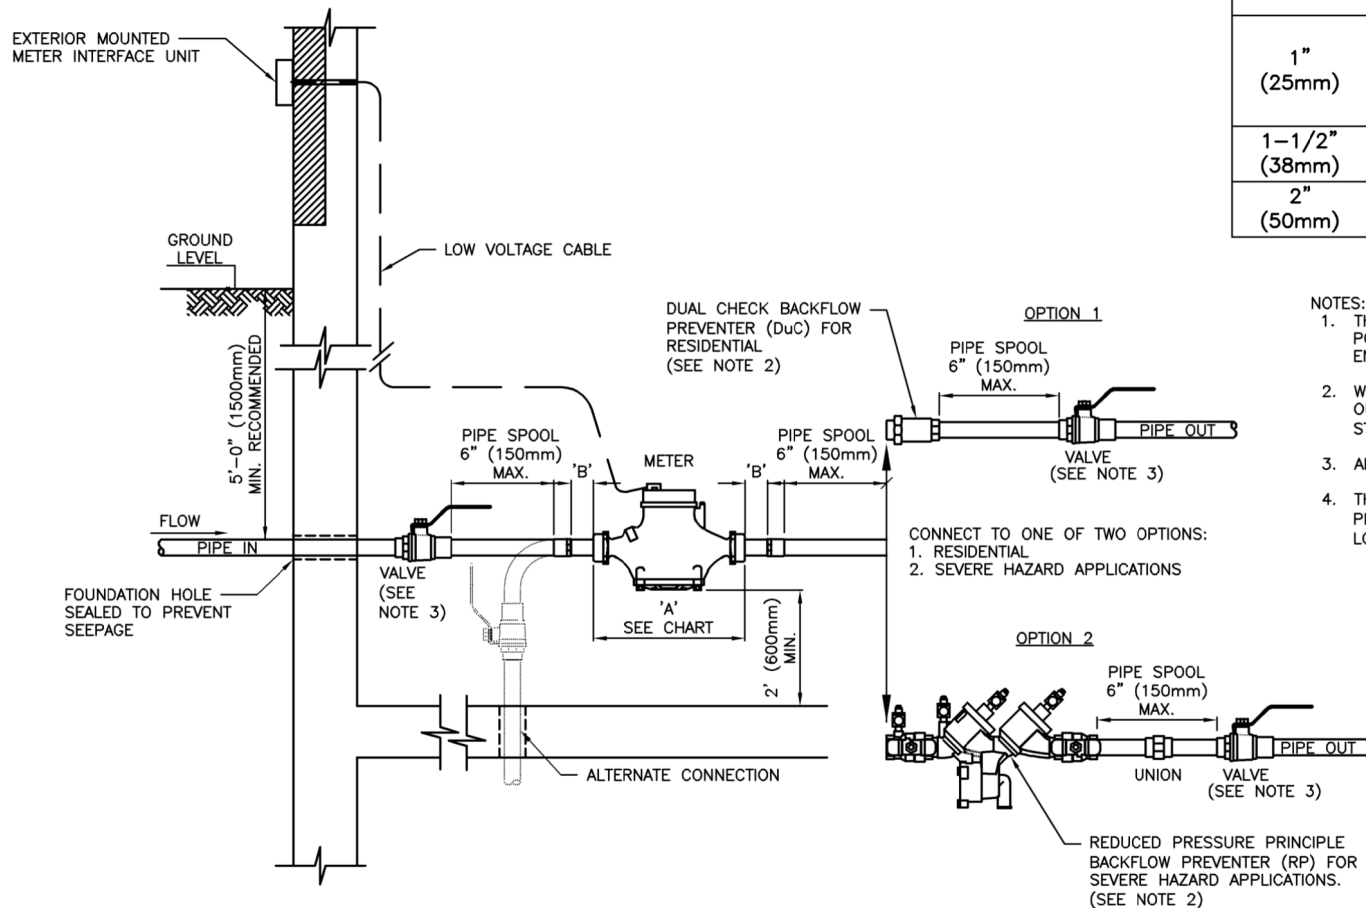 EXTERIOR MOUNTED
METER INTERFACE UNIT
1"
(25mm)
1-1/2"
(38mm)
2"
(50mm)
GROUND
LEVEL
LOW VOLTAGE CABLE
5'-0" (1500mm)
MIN. RECOMMENDED
DUAL CHECK BACKFLOW
PREVENTER (DuC) FOR
RESIDENTIAL
(SEE NOTE 2)
OPTION 1
PIPE SPOOL
6" (150mm)
MAX.
PIPE OUT
VALVE
(SEE NOTE 3)
NOTES:
1.
2.
3.
4.
PIPE SPOOL
6" (150mm)
MAX.
'B'
METER
'B'
PIPE SPOOL
6" (150mm)
MAX.
FLOW
PIPE IN
VALVE
(SEE
NOTE 3)
FOUNDATION HOLE
SEALED TO PREVENT
SEEPAGE
'A'
SEE CHART
2' (600mm)
MIN.
CONNECT TO ONE OF TWO OPTIONS:
1. RESIDENTIAL
2. SEVERE HAZARD APPLICATIONS
OPTION 2
PIPE SPOOL
6" (150mm)
MAX.
PIPE OUT
UNION
VALVE
(SEE NOTE 3)
ALTERNATE CONNECTION
REDUCED PRESSURE PRINCIPLE
BACKFLOW PREVENTER (RP) FOR
SEVERE HAZARD APPLICATIONS.
(SEE NOTE 2)